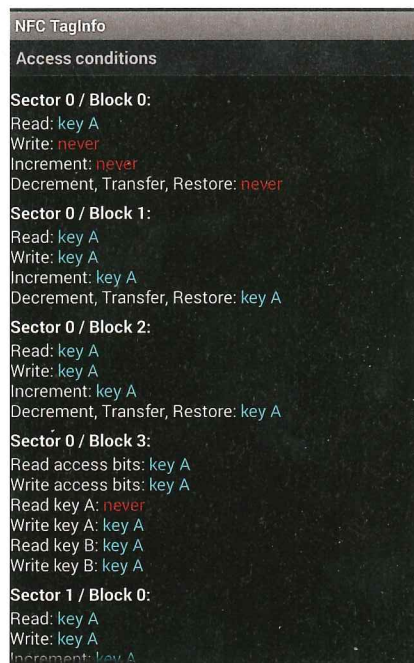 NFC TagInfo
Access conditions
Sector 0 / Block 0:
Read: key A
Write: never
Increment: never
Decrement, Transfer, Restore: never
Sector 0 / Block 1:
Read: key A
Write: key A
Increment: key A
Decrement, Transfer, Restore: key A
Sector 0 / Block 2:
Read: key A
Write: key A
Increment: key A
Decrement, Transfer, Restore: key A
Sector 0 / Block 3:
Read access bits: key A
Write access bits: key A
Read key A: never
Write key A: key A
Read key B: key A
Write key B: key A
Sector 1 / Block 0:
Read: key A
Write: key A
Increment: key A